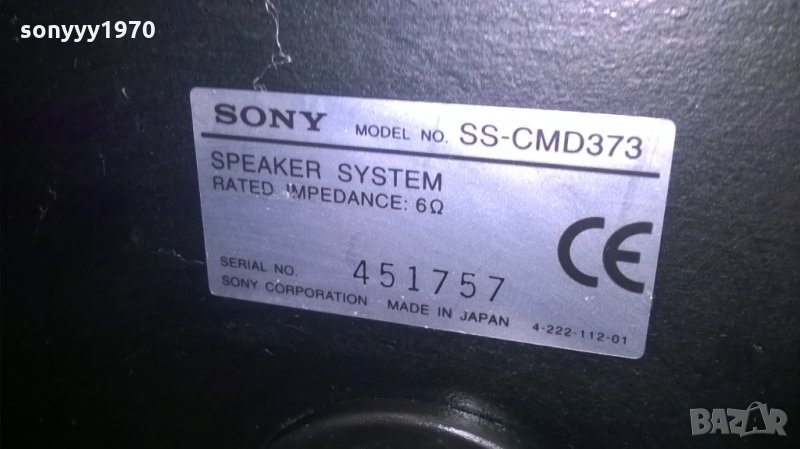 sonyyy1970
SONY MODEL NO. SS-CMD373
SPEAKER SYSTEM
RATED IMPEDANCE: 6Ω
CE
SERIAL NO. 451757
SONY CORPORATION MADE IN JAPAN 4-222-112-01
BAZAR